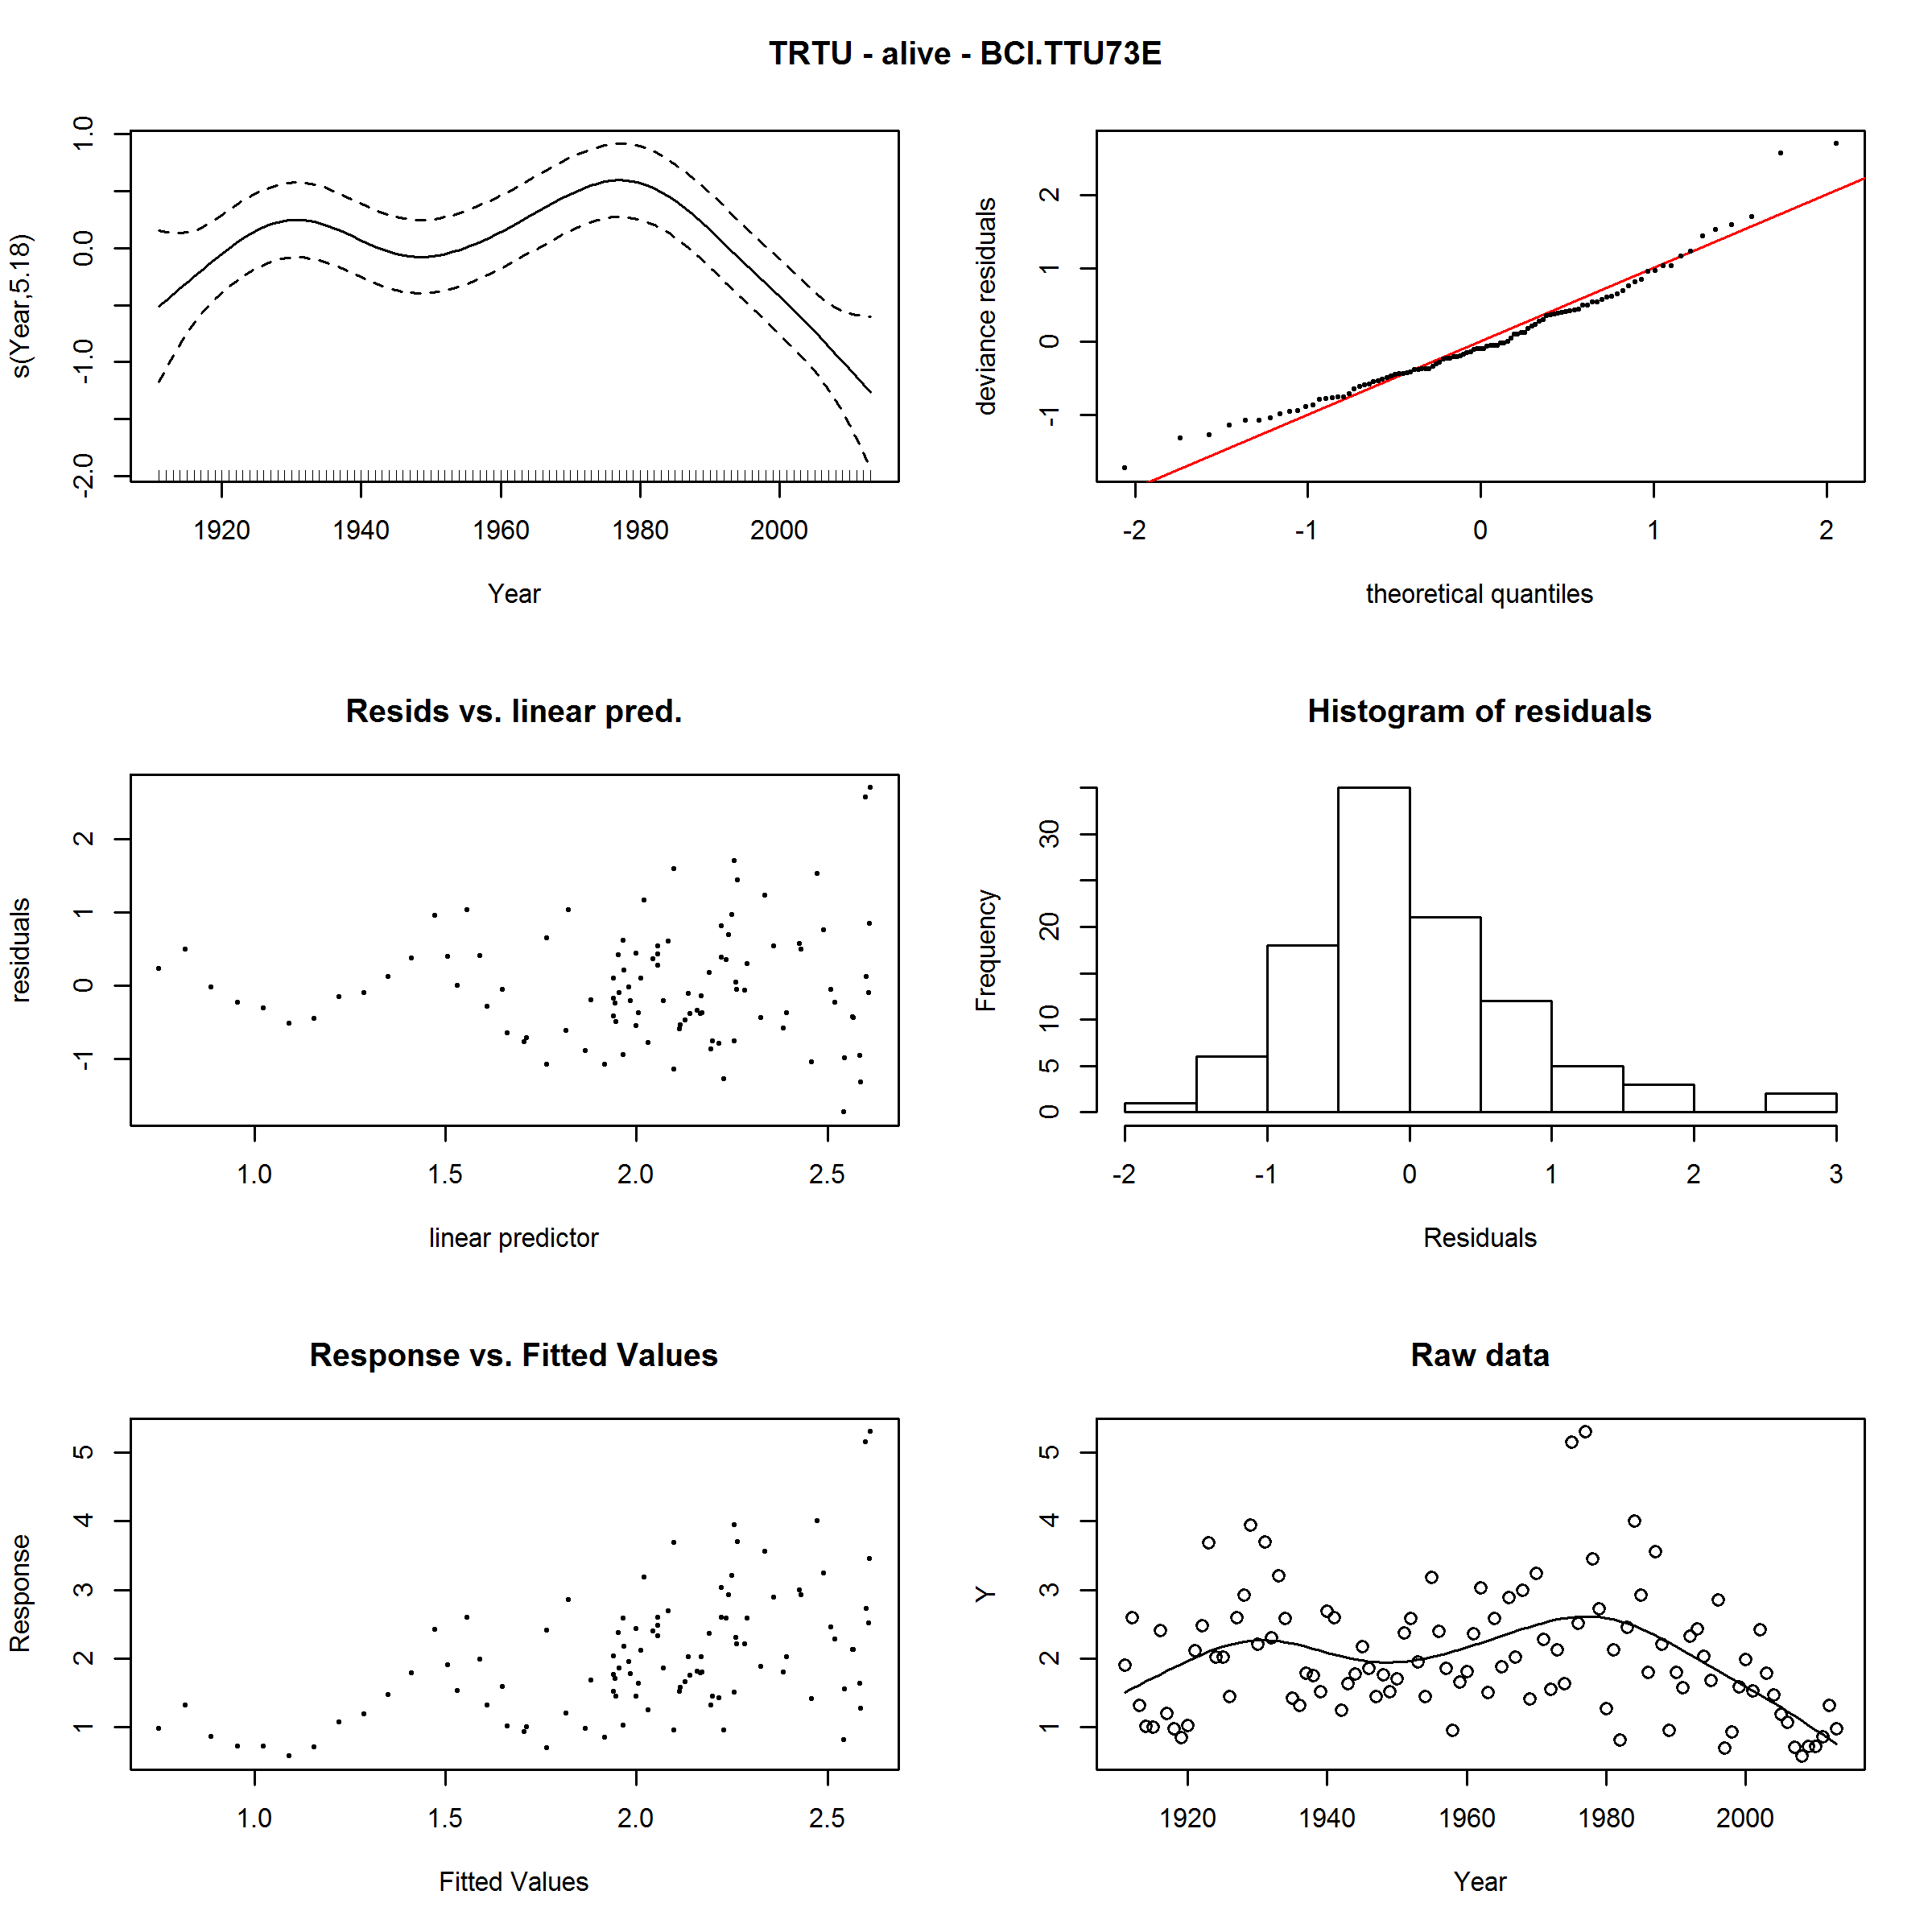 TRTU - alive - BCI.TTU73E
s(Year,5.18)
-2.0 -1.0 0.0 1.0
1920 1940 1960 1980 2000
Year
deviance residuals
-1 0 1 2
-2 -1 0 1 2
theoretical quantiles
Resids vs. linear pred.
residuals
-1 0 1 2
1.0 1.5 2.0 2.5
linear predictor
Histogram of residuals
Frequency
0 5 10 20 30
-2 -1 0 1 2 3
Residuals
Response vs. Fitted Values
Response
1 2 3 4 5
1.0 1.5 2.0 2.5
Fitted Values
Raw data
Y
1 2 3 4 5
1920 1940 1960 1980 2000
Year